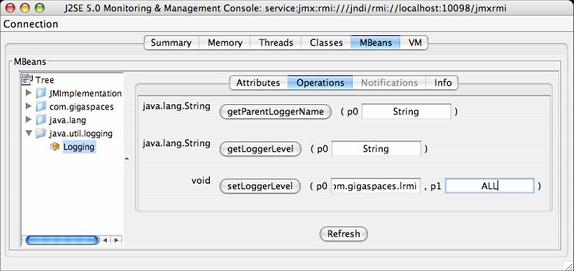 J2SE 5.0 Monitoring & Management Console: service:jmx:rmi:///jndi/rmi://localhost:10098/jmxrmi
Connection
Summary Memory Threads Classes MBeans VM
MBeans
Tree
JMImplementation
com.gigaspaces
java.lang
java.util.logging
Logging
Attributes Operations Notifications Info
java.lang.String getParentLoggerName ( p0 String )
java.lang.String getLoggerLevel ( p0 String )
void setLoggerLevel ( p0 om.gigaspaces.lrmi , p1 ALL )
Refresh